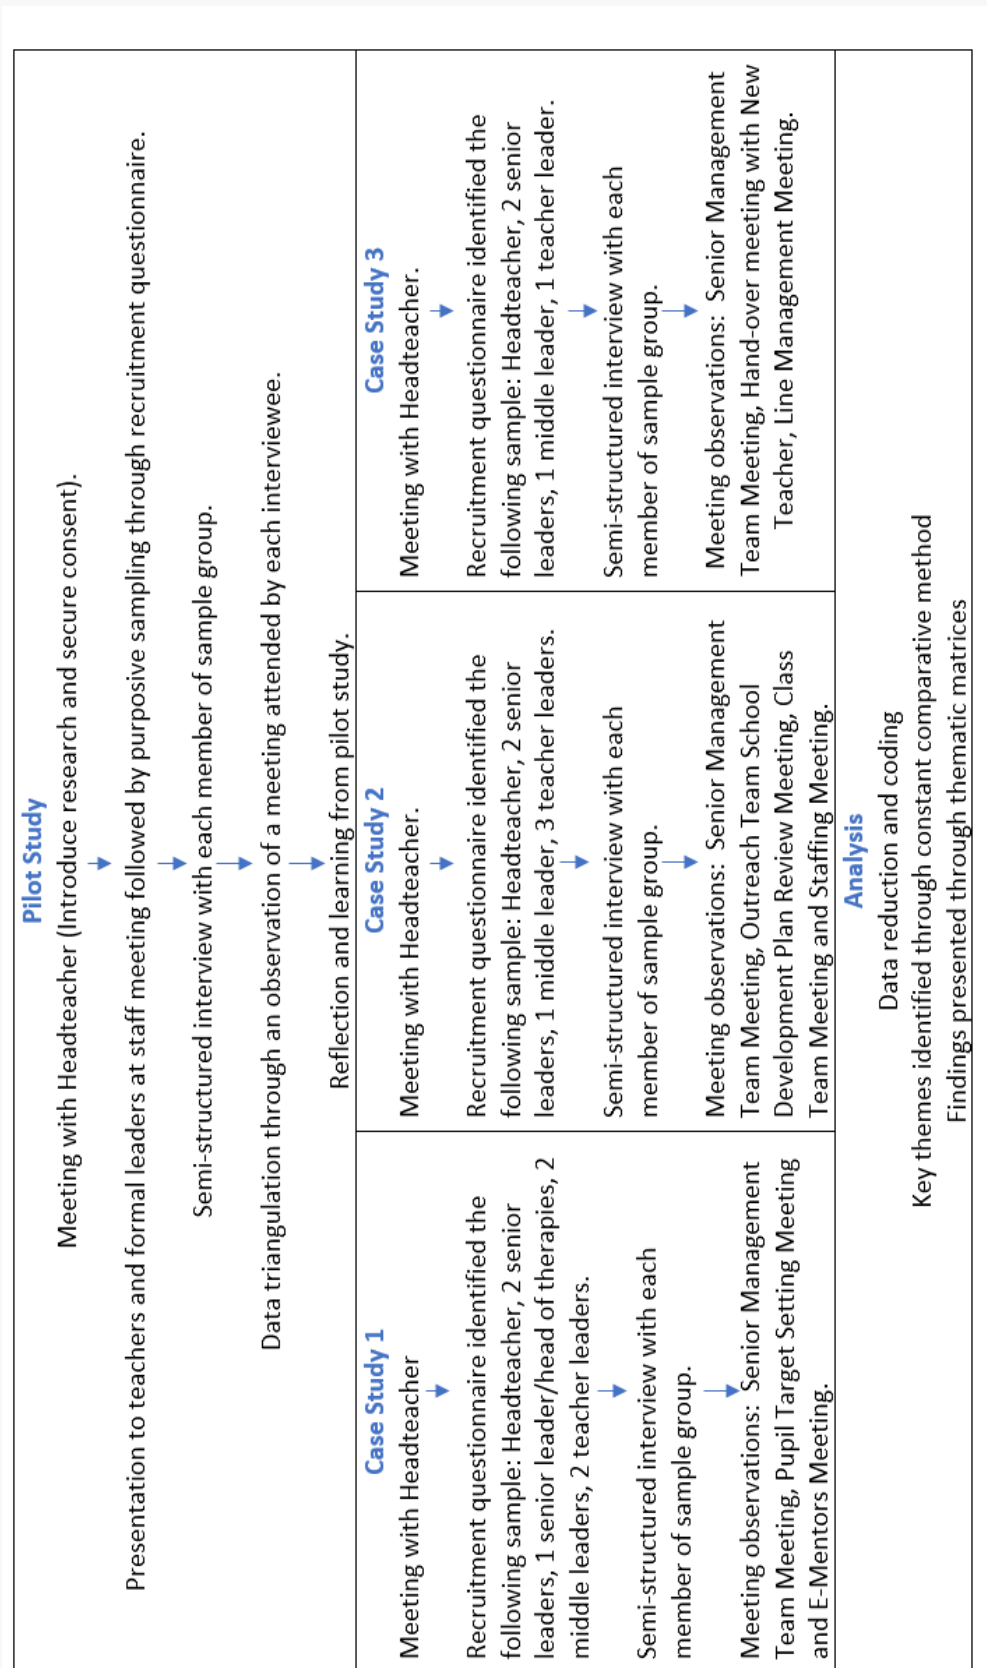 Pilot Study
Meeting with Headteacher (Introduce research and secure consent).
Presentation to teachers and formal leaders at staff meeting followed by purposive sampling through recruitment questionnaire.
Semi-structured interview with each member of sample group.
Data triangulation through an observation of a meeting attended by each interviewee.
Reflection and learning from pilot study.
Case Study 1
Meeting with Headteacher
Recruitment questionnaire identified the
following sample: Headteacher, 2 senior
leaders, 1 senior leader/head of therapies, 2
middle leaders, 2 teacher leaders.
Semi-structured interview with each
member of sample group.
Meeting observations:  Senior Management
Team Meeting, Pupil Target Setting Meeting
and E-Mentors Meeting.
Case Study 2
Meeting with Headteacher.
Recruitment questionnaire identified the
following sample: Headteacher, 2 senior
leaders, 1 middle leader, 3 teacher leaders.
Semi-structured interview with each
member of sample group.
Meeting observations:  Senior Management
Team Meeting, Outreach Team School
Development Plan Review Meeting, Class
Team Meeting and Staffing Meeting.
Case Study 3
Meeting with Headteacher.
Recruitment questionnaire identified the
following sample: Headteacher, 2 senior
leaders, 1 middle leader, 1 teacher leader.
Semi-structured interview with each
member of sample group.
Meeting observations:  Senior Management
Team Meeting, Hand-over meeting with New
Teacher, Line Management Meeting.
Analysis
Data reduction and coding
Key themes identified through constant comparative method
Findings presented through thematic matrices